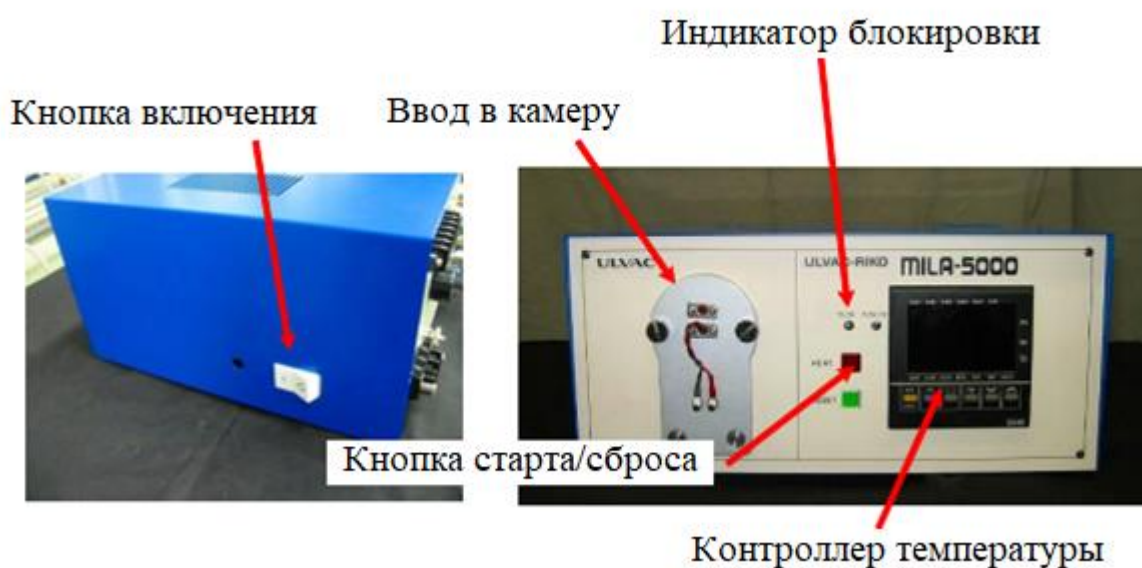 Индикатор блокировки
Кнопка включения
Ввод в камеру
ULVAC
ULVAC-RIKO MILA-5000
HEAT
Кнопка старта/сброса
Контроллер температуры